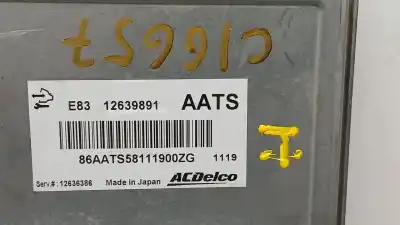 C16657
E83 12639891 AATS
86AATS58111900ZG 1119
Serv.#: 12636386 Made in Japan ACDelco
I